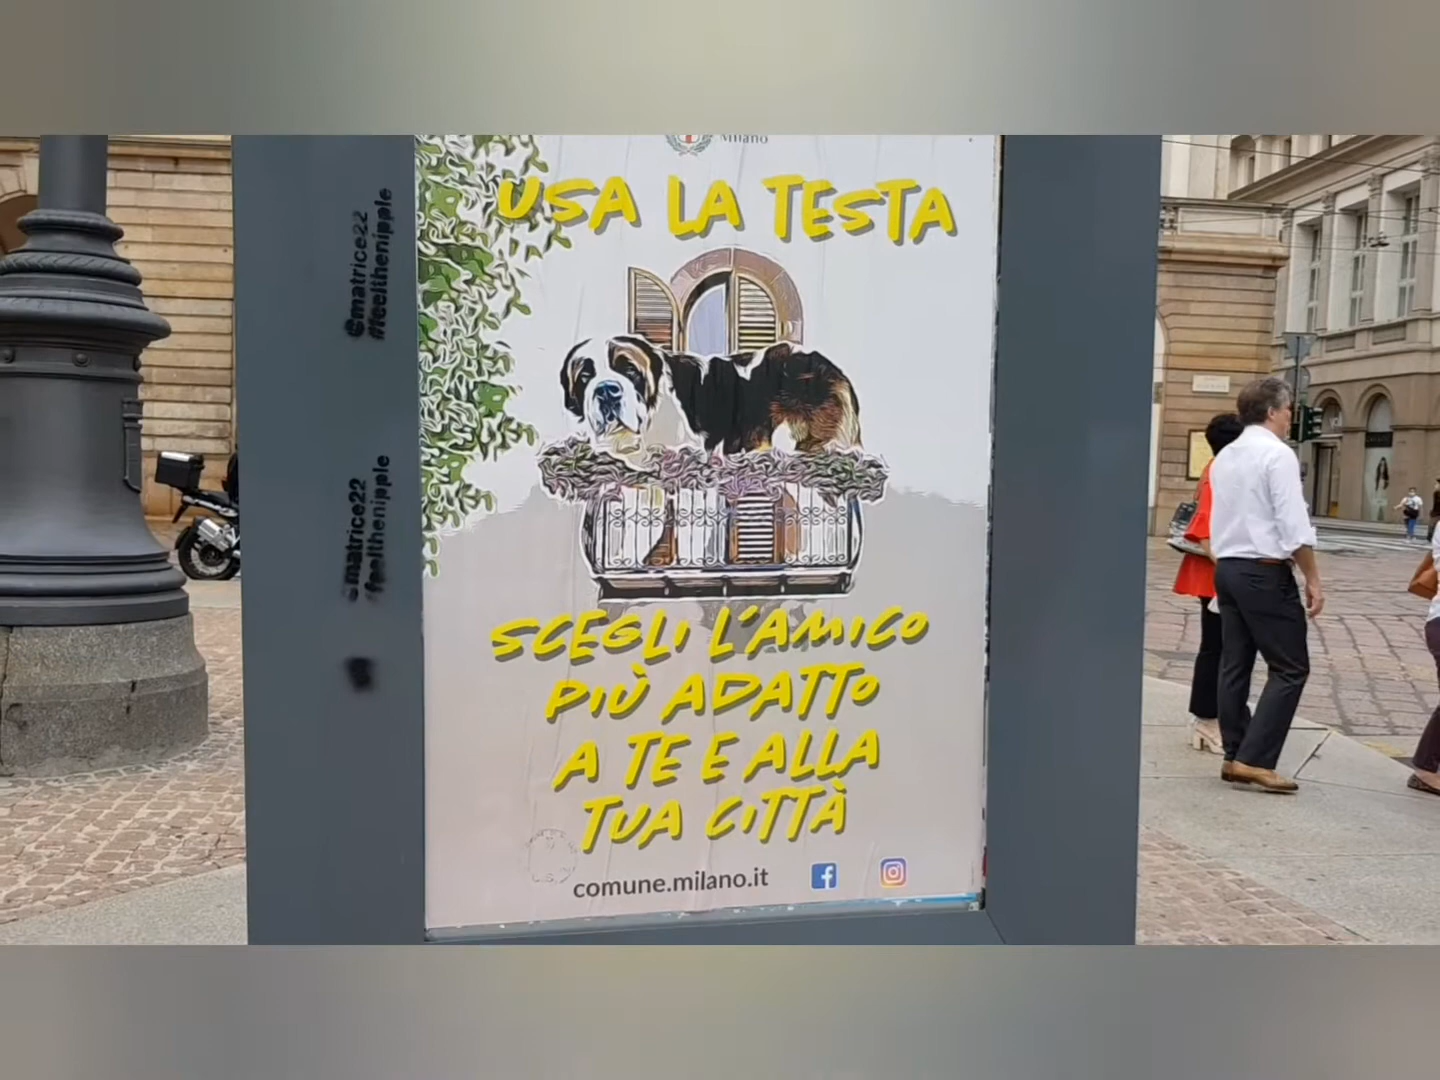 Milano
USA LA TESTA
SCEGLI L'AMICO
PIÙ ADATTO
A TE E ALLA
TUA CITTÀ
comune.milano.it
@matrice22
#feelthenipple
@matrice22
feelthenipple